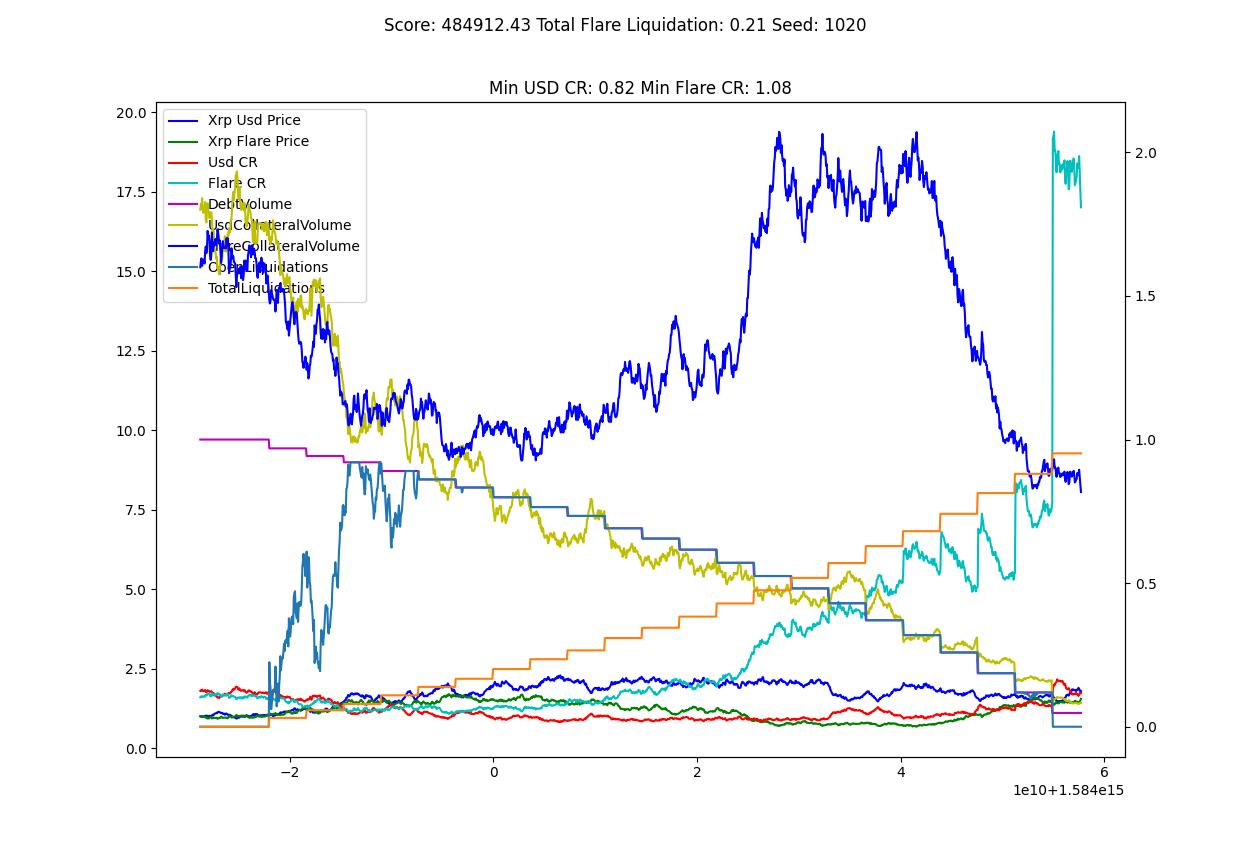 Score: 484912.43 Total Flare Liquidation: 0.21 Seed: 1020
Min USD CR: 0.82 Min Flare CR: 1.08
Xrp Usd Price
Xrp Flare Price
Usd CR
Flare CR
DebtVolume
UsdCollateralVolume
FlareCollateralVolume
OpenLiquidations
TotalLiquidations
20.0
17.5
15.0
12.5
10.0
7.5
5.0
2.5
0.0
2.0
1.5
1.0
0.5
0.0
−2
0
2
4
6
1e10+1.584e15